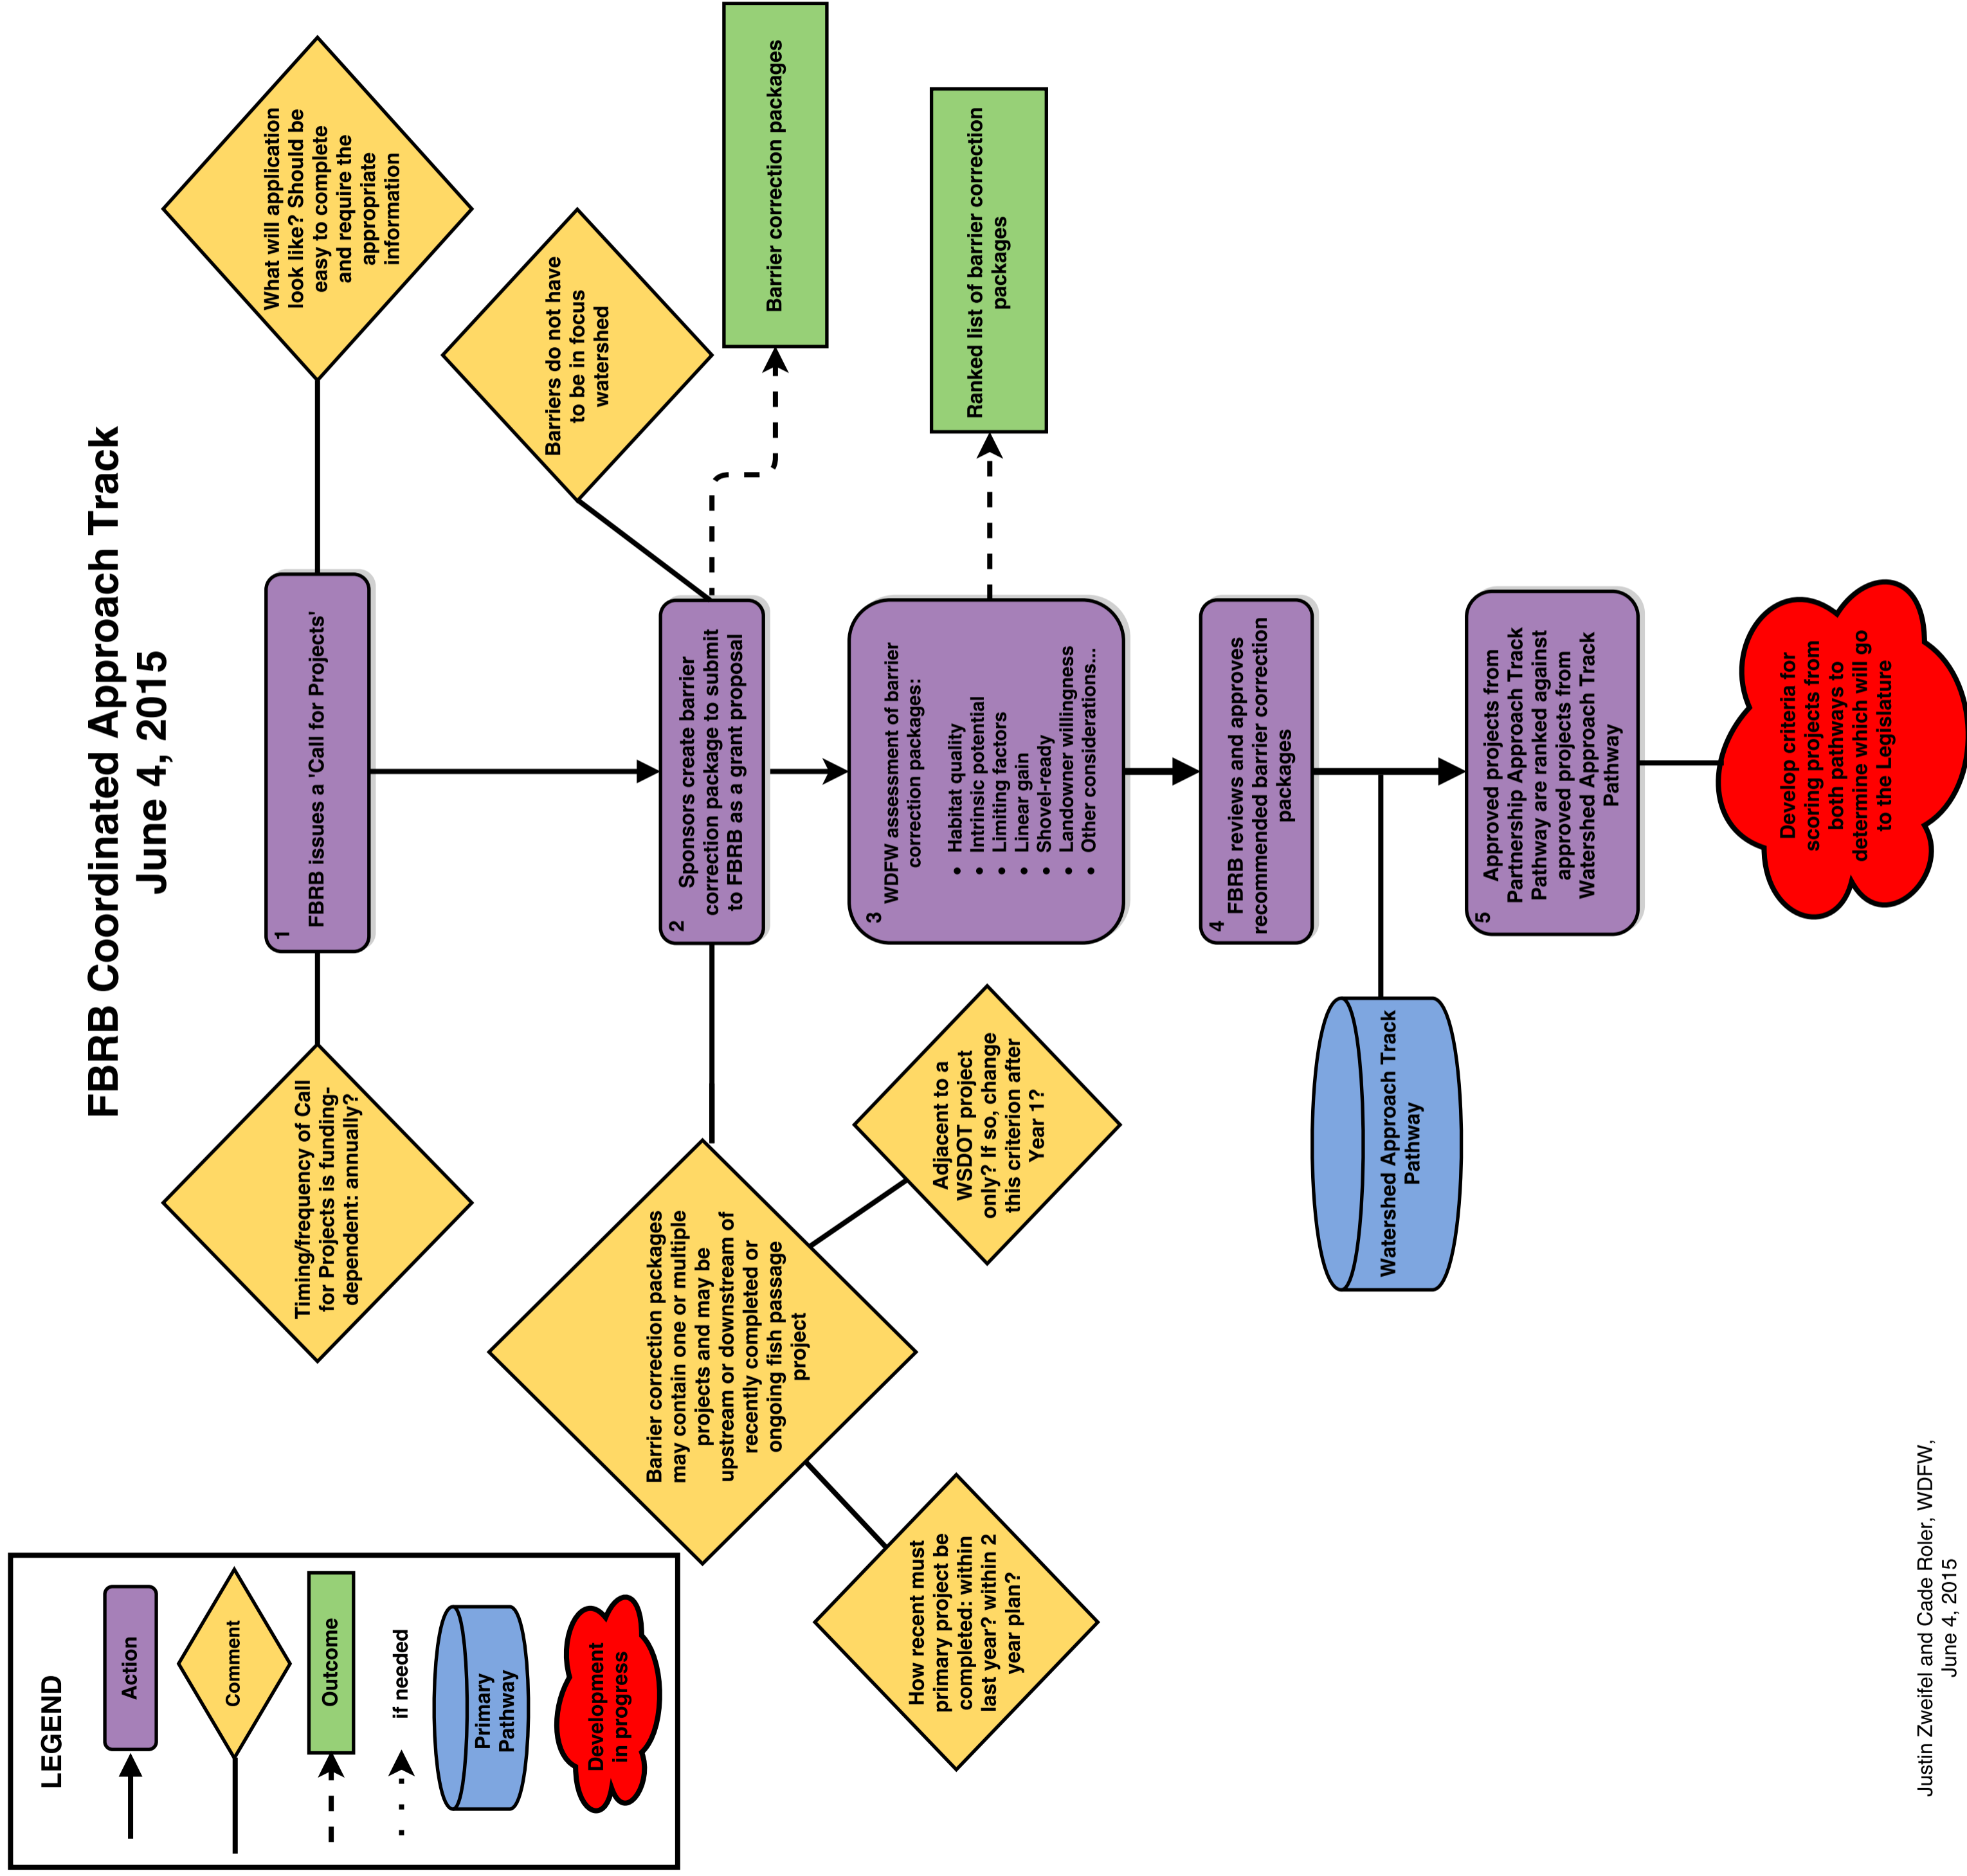 FBRB Coordinated Approach Track
June 4, 2015
LEGEND
Action
Comment
Outcome
if needed
Primary
Pathway
Development
in progress
Timing/frequency of Call
for Projects is funding-
dependent: annually?
1
FBRB issues a 'Call for Projects'
What will application
look like? Should be
easy to complete
and require the
appropriate
information
Barrier correction packages
may contain one or multiple
projects and may be
upstream or downstream of
recently completed or
ongoing fish passage
project
2
Sponsors create barrier
correction package to submit
to FBRB as a grant proposal
Barriers do not have
to be in focus
watershed
Barrier correction packages
How recent must
primary project be
completed: within
last year? within 2
year plan?
Adjacent to a
WSDOT project
only? If so, change
this criterion after
Year 1?
3
WDFW assessment of barrier
correction packages:
• Habitat quality
• Intrinsic potential
• Limiting factors
• Linear gain
• Shovel-ready
• Landowner willingness
• Other considerations...
Ranked list of barrier correction
packages
4
FBRB reviews and approves
recommended barrier correction
packages
Watershed Approach Track
Pathway
5
Approved projects from
Partnership Approach Track
Pathway are ranked against
approved projects from
Watershed Approach Track
Pathway
Develop criteria for
scoring projects from
both pathways to
determine which will go
to the Legislature
Justin Zweifel and Cade Roler, WDFW,
June 4, 2015